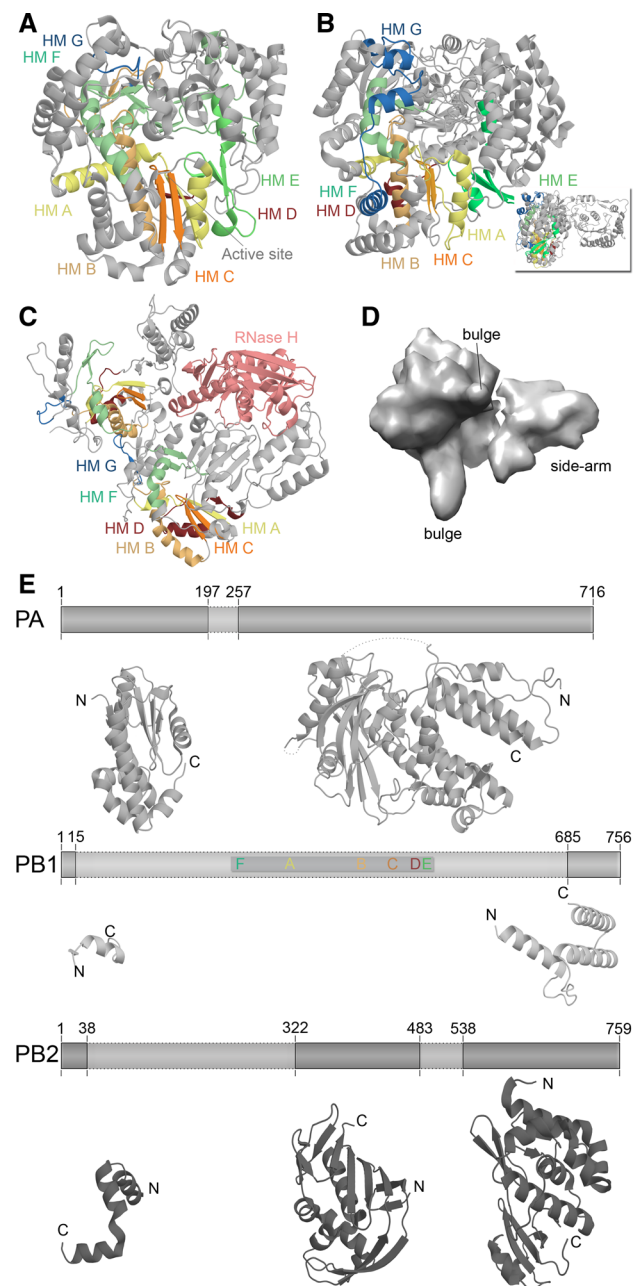 A
HM G
HM F
HM A
HM E
HM D
Active site
HM B
HM C
B
HM G
HM F
HM D
HM E
HM A
HM B
HM C
C
RNase H
HM G
HM F
HM D
HM A
HM B
HM C
D
bulge
side-arm
bulge
E
1 197 257 716
PA
N
C
N
C
1 15 685 756
PB1
F A B C D E
C
N
C
N
1 38 322 483 538 759
PB2
N
C
C
N
N
C